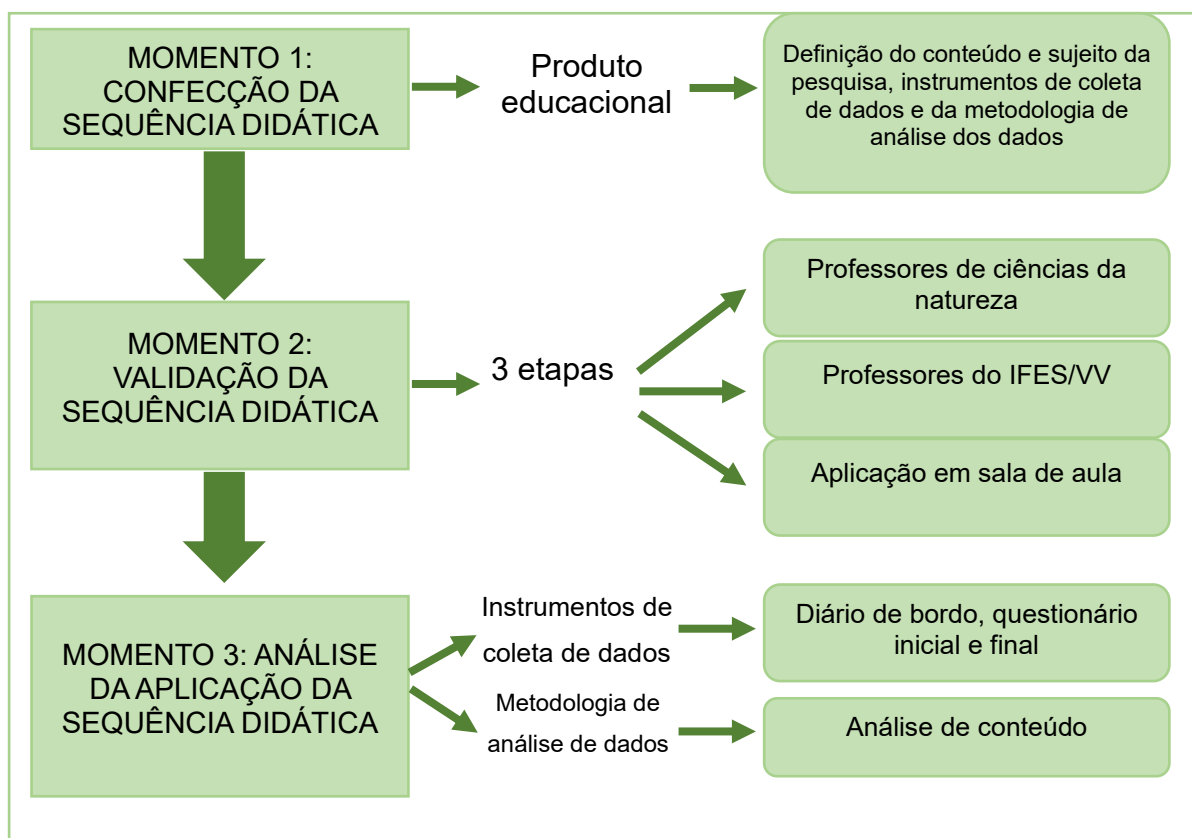 MOMENTO 1:
CONFECÇÃO DA
SEQUÊNCIA DIDÁTICA
Produto
educacional
Definição do conteúdo e sujeito da
pesquisa, instrumentos de coleta
de dados e da metodologia de
análise dos dados
MOMENTO 2:
VALIDAÇÃO DA
SEQUÊNCIA DIDÁTICA
3 etapas
Professores de ciências da
natureza
Professores do IFES/VV
Aplicação em sala de aula
MOMENTO 3: ANÁLISE
DA APLICAÇÃO DA
SEQUÊNCIA DIDÁTICA
Instrumentos de
coleta de dados
Diário de bordo, questionário
inicial e final
Metodologia de
análise de dados
Análise de conteúdo